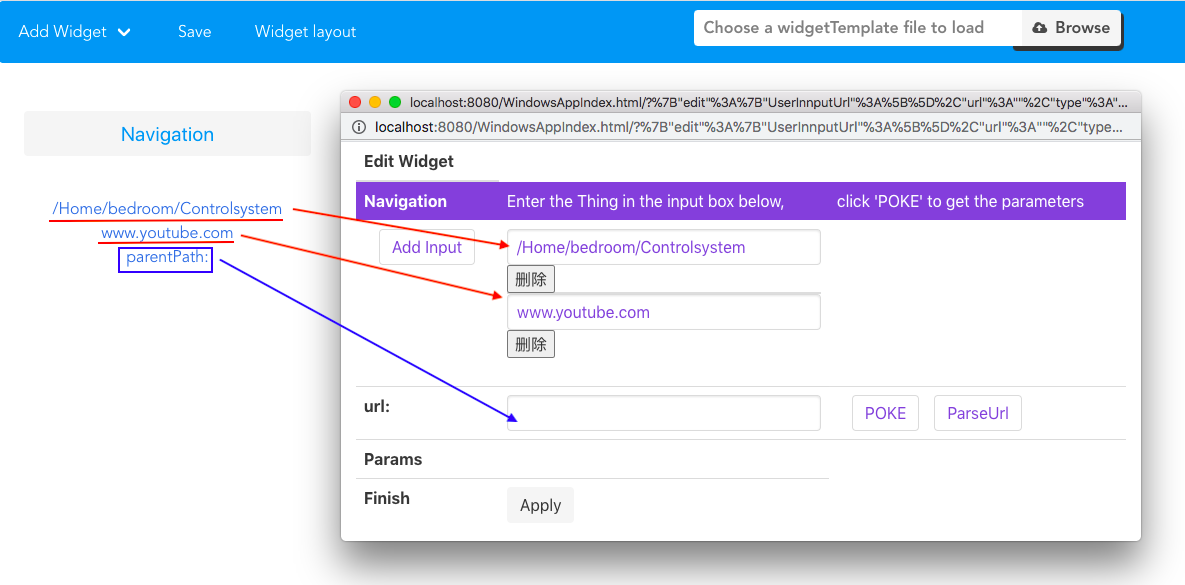 Add Widget Save Widget layout Choose a widgetTemplate file to load Browse
Navigation
/Home/bedroom/Controlsystem
www.youtube.com
parentPath:
localhost:8080/WindowsAppIndex.html/?%7B"edit"%3A%7B"UserInnputUrl"%3A%5B%5D%2C"url"%3A""%2C"type"%3A"...
localhost:8080/WindowsAppIndex.html/?%7B"edit"%3A%7B"UserInnputUrl"%3A%5B%5D%2C"url"%3A""%2C"type...
Edit Widget
Navigation Enter the Thing in the input box below, click 'POKE' to get the parameters
Add Input /Home/bedroom/Controlsystem
删除
www.youtube.com
删除
url: POKE ParseUrl
Params
Finish Apply